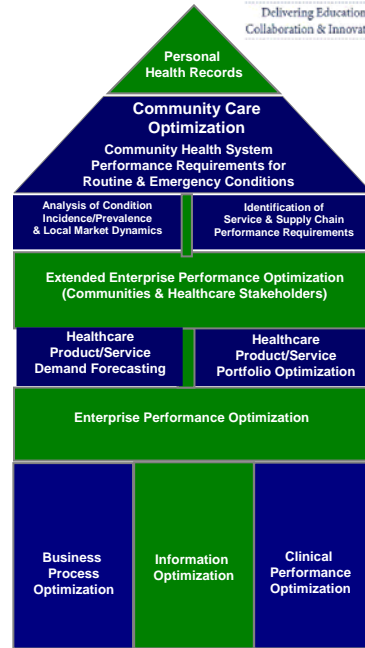 Delivering Education
Collaboration & Innovat
Personal
Health Records
Community Care
Optimization
Community Health System
Performance Requirements for
Routine & Emergency Conditions
Analysis of Condition
Incidence/Prevalence
& Local Market Dynamics
Identification of
Service & Supply Chain
Performance Requirements
Extended Enterprise Performance Optimization
(Communities & Healthcare Stakeholders)
Healthcare
Product/Service
Demand Forecasting
Healthcare
Product/Service
Portfolio Optimization
Enterprise Performance Optimization
Business
Process
Optimization
Information
Optimization
Clinical
Performance
Optimization